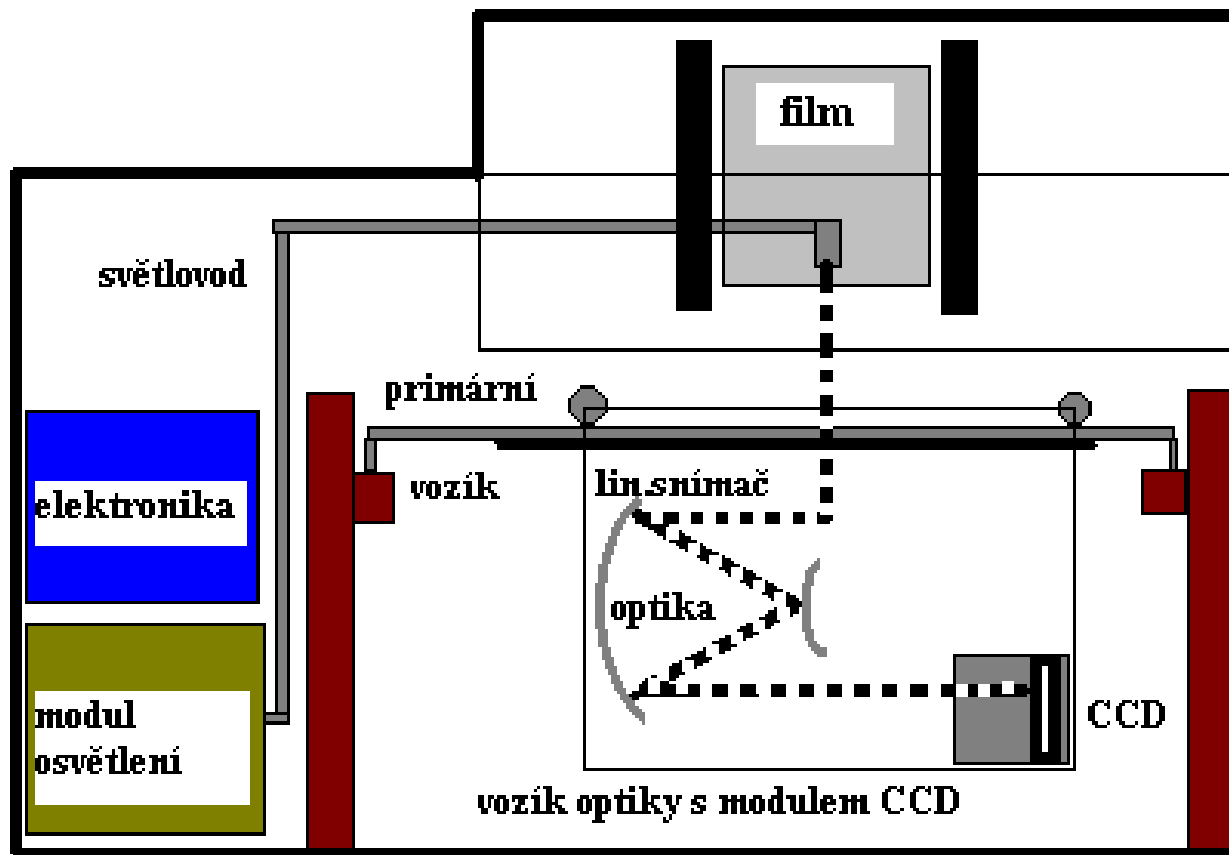 film
světlovod
primární
vozík
lin.snímač
elektronika
optika
modul
osvětlení
CCD
vozík optiky s modulem CCD